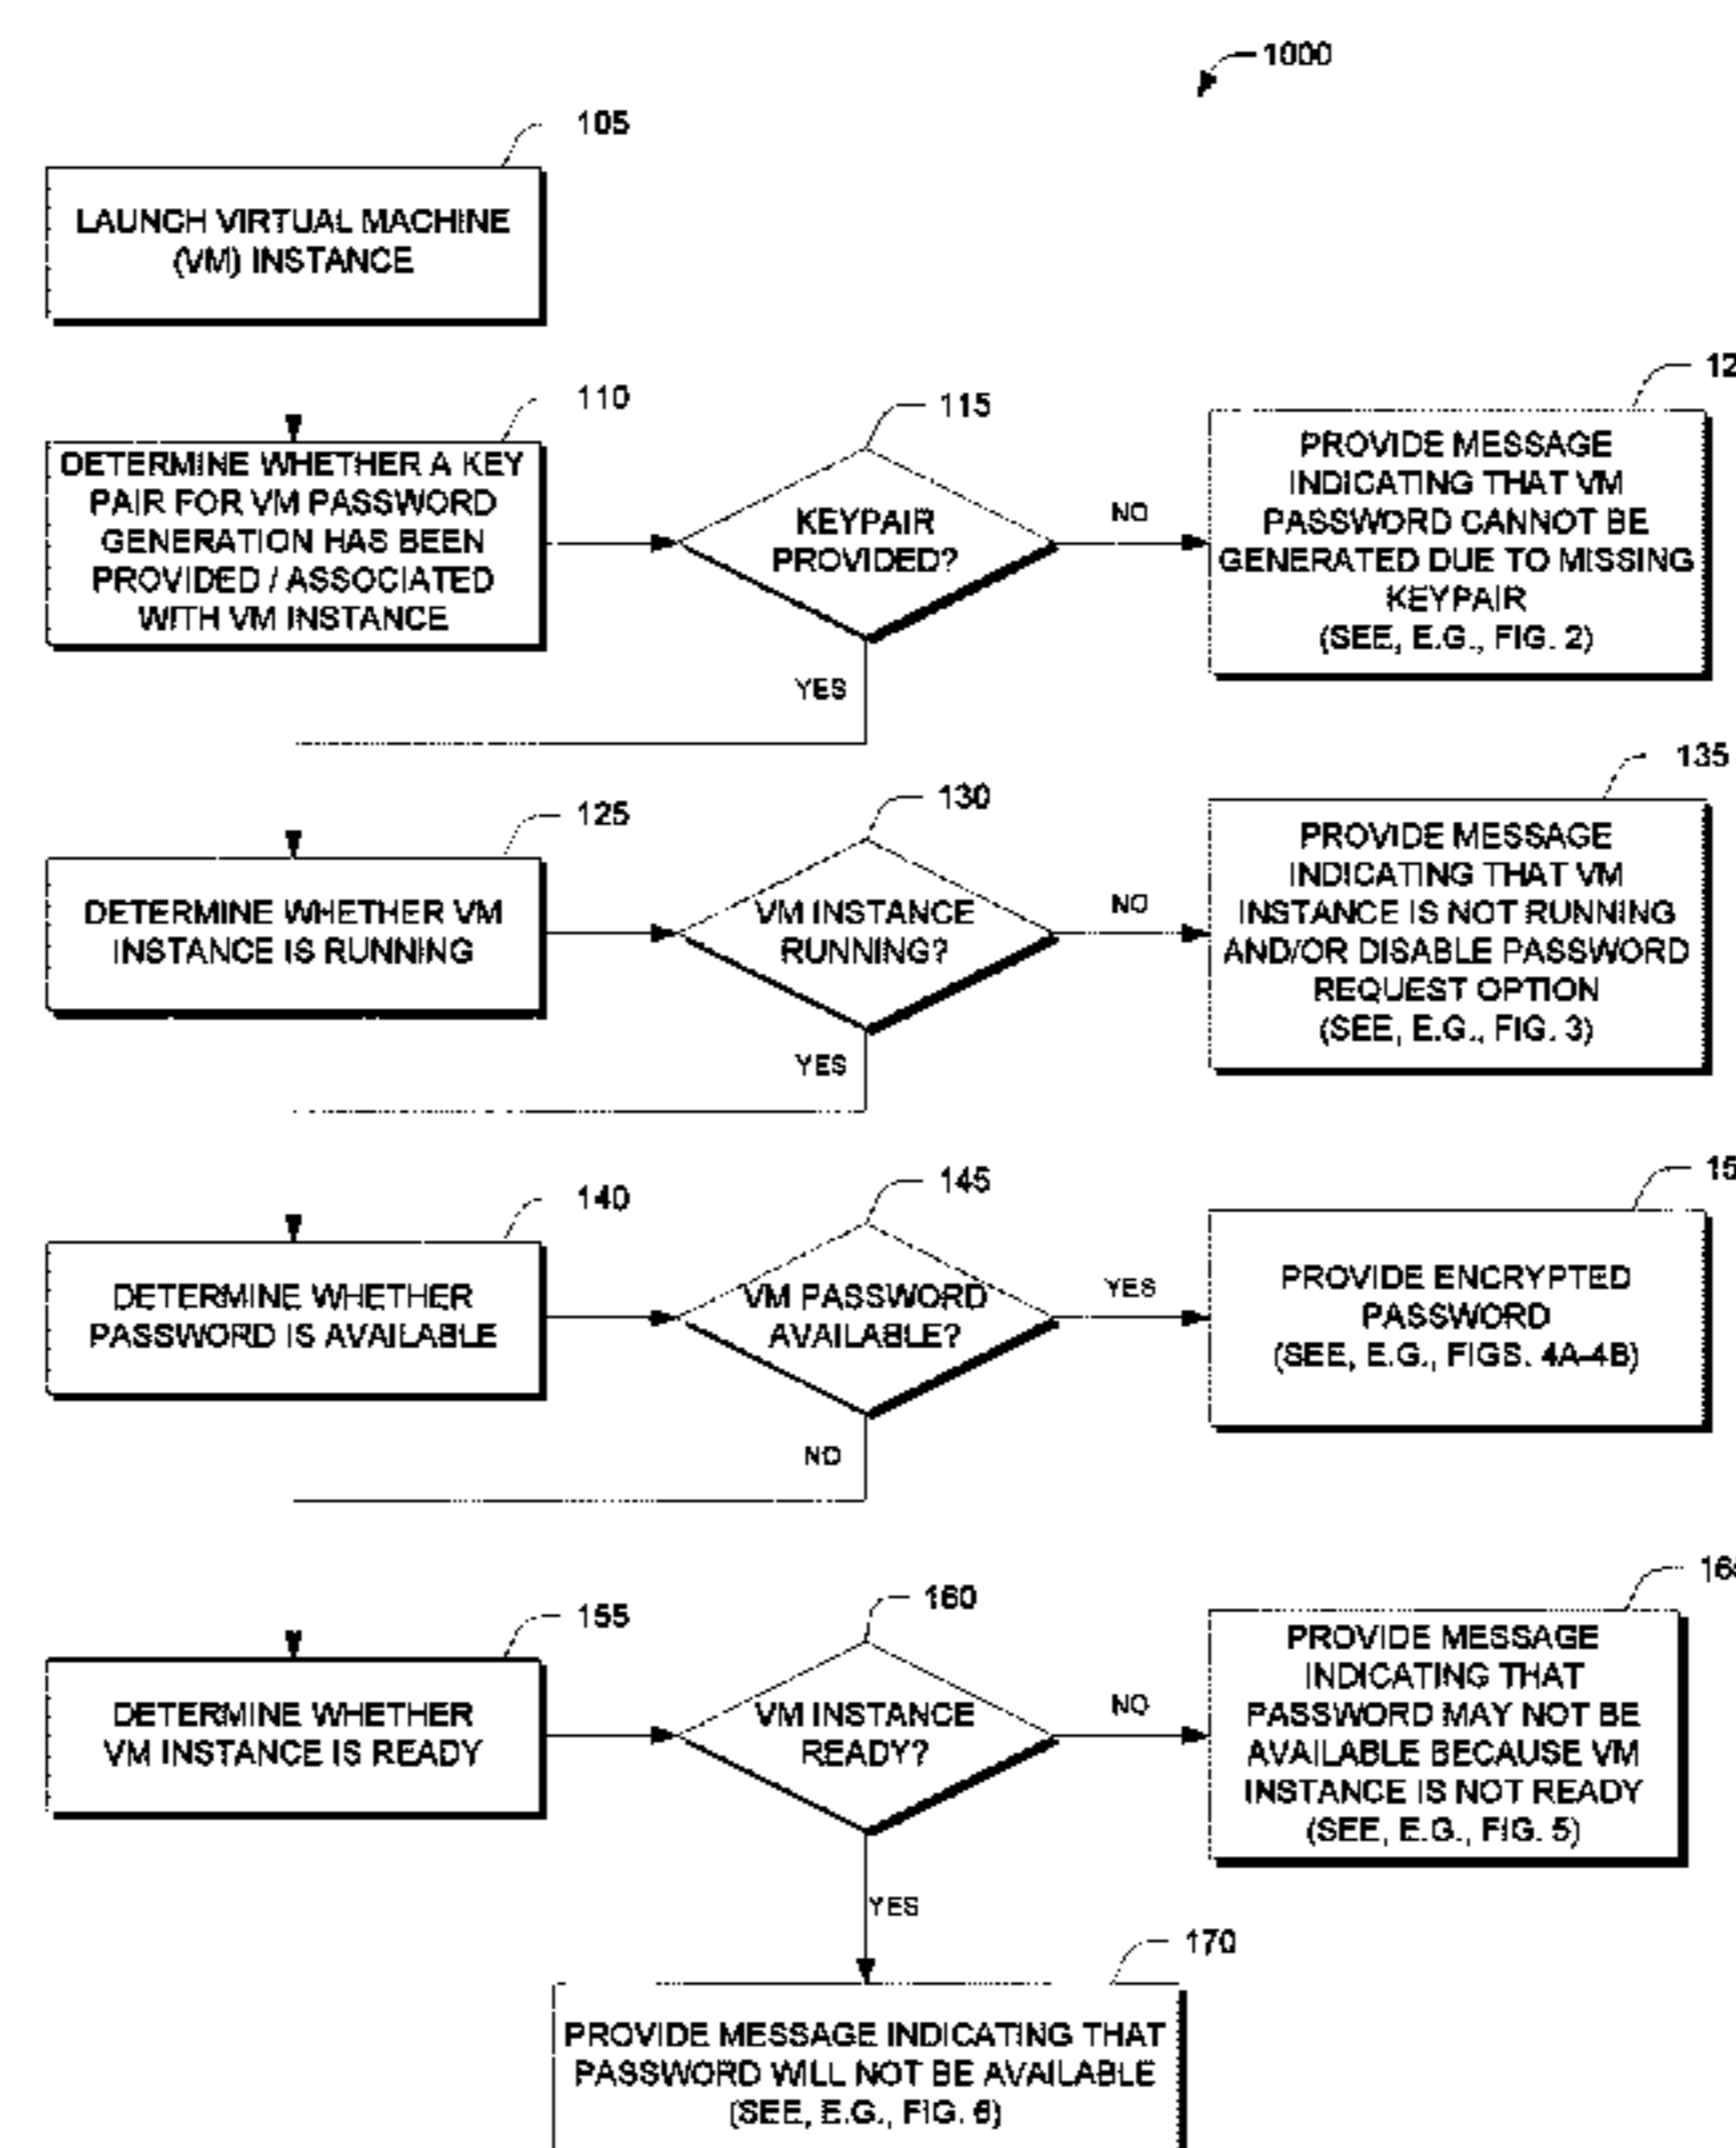 1000
105
LAUNCH VIRTUAL MACHINE
(VM) INSTANCE
110
DETERMINE WHETHER A KEY
PAIR FOR VM PASSWORD
GENERATION HAS BEEN
PROVIDED / ASSOCIATED
WITH VM INSTANCE
115
KEYPAIR
PROVIDED?
NO
YES
12
PROVIDE MESSAGE
INDICATING THAT VM
PASSWORD CANNOT BE
GENERATED DUE TO MISSING
KEYPAIR
(SEE, E.G., FIG. 2)
125
DETERMINE WHETHER VM
INSTANCE IS RUNNING
130
VM INSTANCE
RUNNING?
NO
YES
135
PROVIDE MESSAGE
INDICATING THAT VM
INSTANCE IS NOT RUNNING
AND/OR DISABLE PASSWORD
REQUEST OPTION
(SEE, E.G., FIG. 3)
140
DETERMINE WHETHER
PASSWORD IS AVAILABLE
145
VM PASSWORD
AVAILABLE?
YES
NO
15
PROVIDE ENCRYPTED
PASSWORD
(SEE, E.G., FIGS. 4A-4B)
155
DETERMINE WHETHER
VM INSTANCE IS READY
160
VM INSTANCE
READY?
NO
YES
16
PROVIDE MESSAGE
INDICATING THAT
PASSWORD MAY NOT BE
AVAILABLE BECAUSE VM
INSTANCE IS NOT READY
(SEE, E.G., FIG. 5)
170
PROVIDE MESSAGE INDICATING THAT
PASSWORD WILL NOT BE AVAILABLE
(SEE, E.G., FIG. 6)